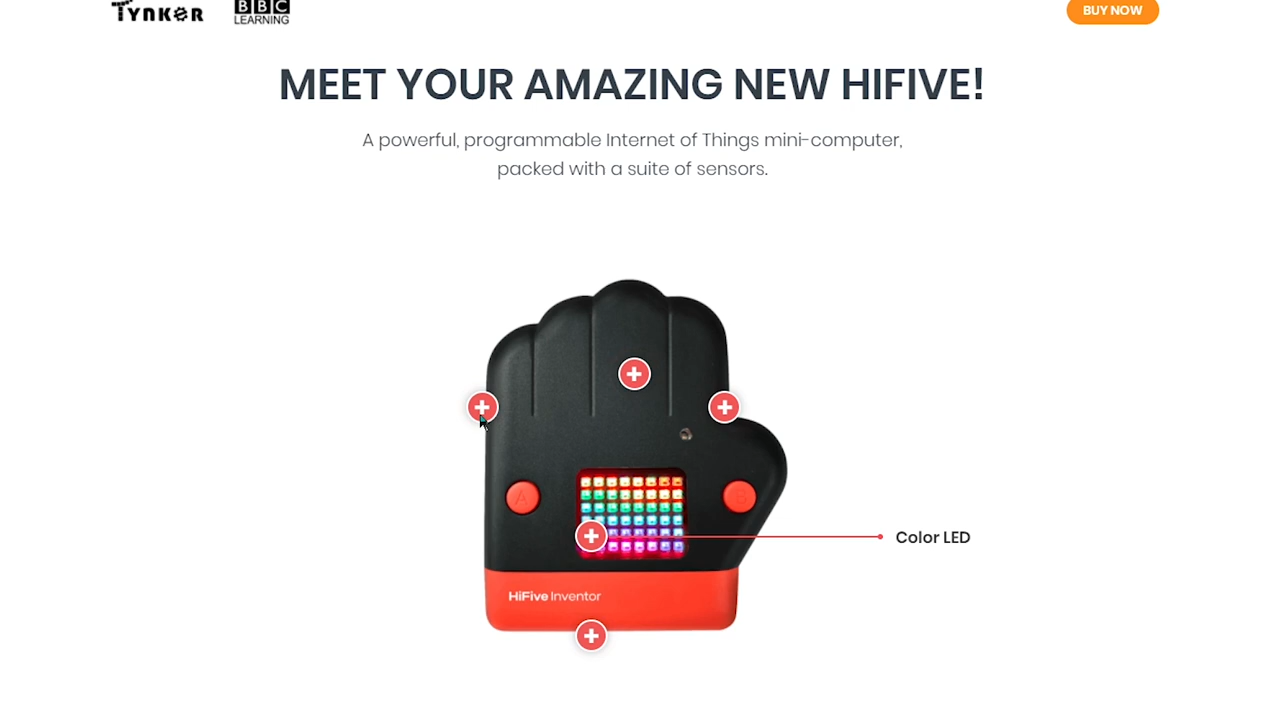 TYNKER
BBC
LEARNING
BUY NOW
MEET YOUR AMAZING NEW HIFIVE!
A powerful, programmable Internet of Things mini-computer,
packed with a suite of sensors.
A
B
Color LED
HiFive Inventor